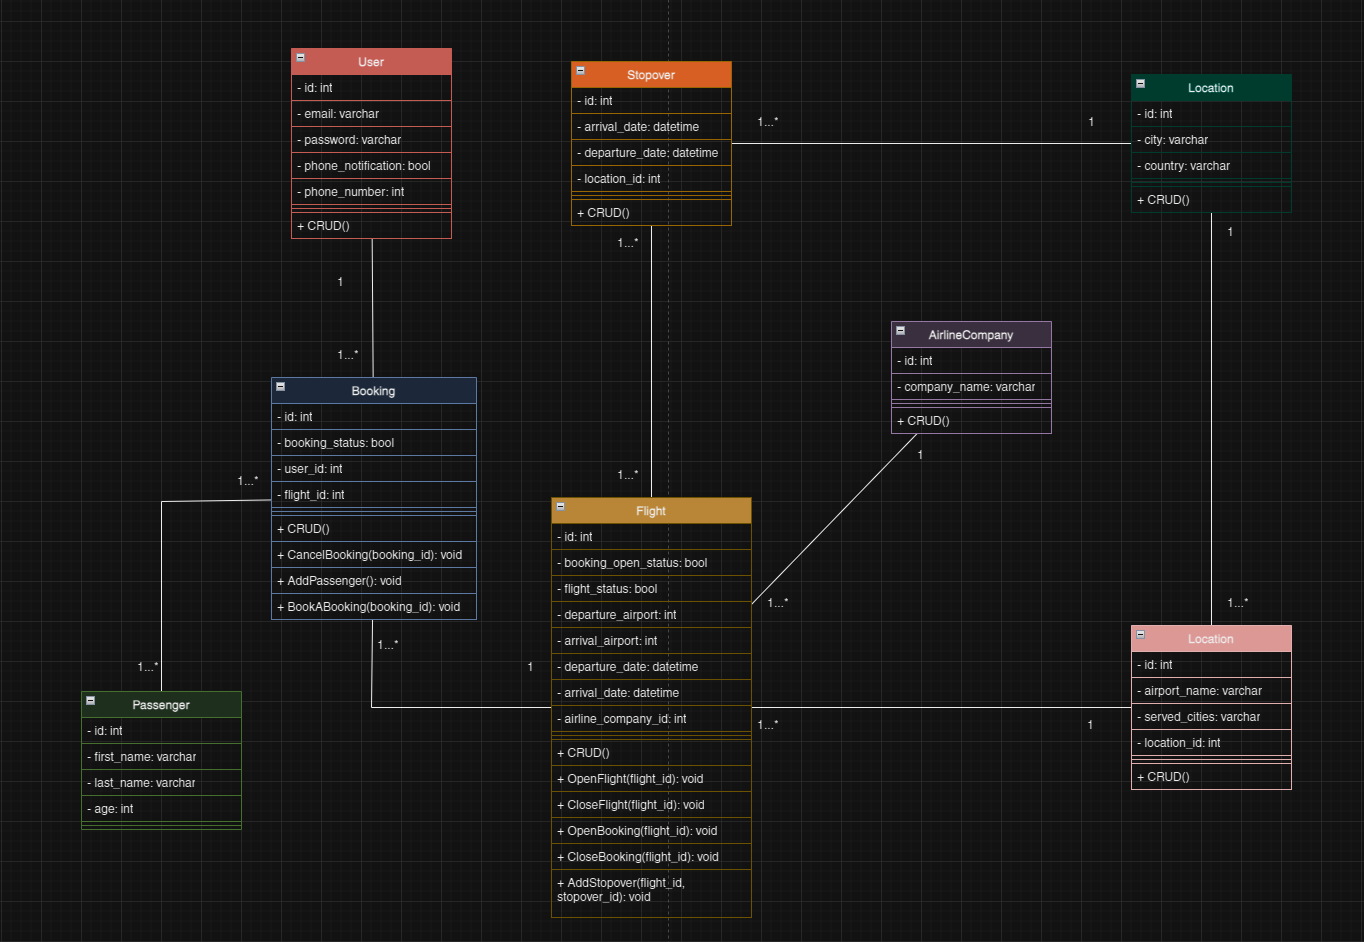 User
- id: int
- email: varchar
- password: varchar
- phone_notification: bool
- phone_number: int
+ CRUD()
1
1...*
Stopover
- id: int
- arrival_date: datetime
- departure_date: datetime
- location_id: int
+ CRUD()
1...*
1
1...*
1...*
Location
- id: int
- city: varchar
- country: varchar
+ CRUD()
1
1...*
AirlineCompany
- id: int
- company_name: varchar
+ CRUD()
1
1...*
Booking
- id: int
- booking_status: bool
- user_id: int
- flight_id: int
+ CRUD()
+ CancelBooking(booking_id): void
+ AddPassenger(): void
+ BookABooking(booking_id): void
1...*
1...*
1...*
1
Passenger
- id: int
- first_name: varchar
- last_name: varchar
- age: int
Flight
- id: int
- booking_open_status: bool
- flight_status: bool
- departure_airport: int
- arrival_airport: int
- departure_date: datetime
- arrival_date: datetime
- airline_company_id: int
+ CRUD()
+ OpenFlight(flight_id): void
+ CloseFlight(flight_id): void
+ OpenBooking(flight_id): void
+ CloseBooking(flight_id): void
+ AddStopover(flight_id,
stopover_id): void
1...*
1
Location
- id: int
- airport_name: varchar
- served_cities: varchar
- location_id: int
+ CRUD()